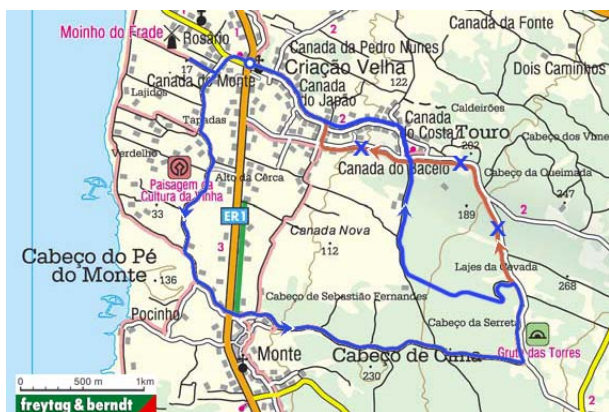 Moinho do Frade
Rosário
Canada da Fonte
Canada da Pedro Nunes
Dois Caminhos
Criação Velha
17
Canada do Monte
Lajidos
Canada
do Japão
122
Caldeirões
Tapadas
Canada
do Costa
Touro
202
Cabeço dos Vime
Verdelho
Alto da Cêrca
Canada do Bacelo
Cabeço da Queimada
Paisagem da
Cultura da Vinha
33
ER1
189
247
2
Canada Nova
112
Cabeço do Pé
do Monte
136
3
Lajes da Cevada
268
Cabeço de Sebastião Fernandes
Pocinho
Cabeço da Serreta
Monte
Cabeço de Cima
230
Gruta das Torres
0
500 m
1km
2
freytag & berndt